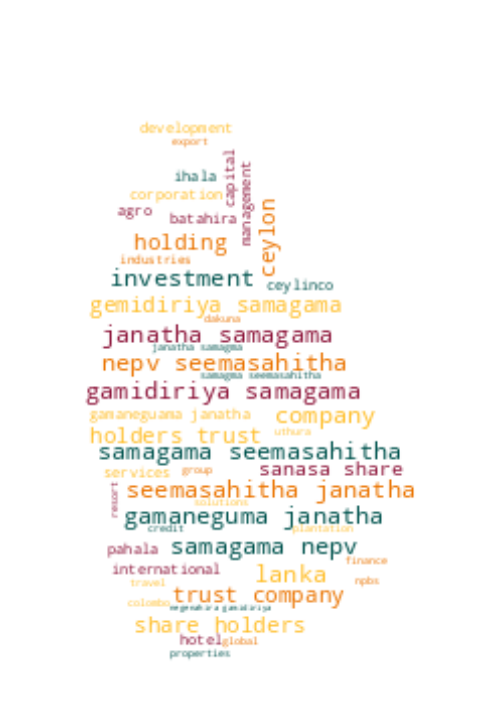 development
export
capital
management
ihala
corporation
agro
batahira
ceylon
holding
industries
investment
ceylinco
gemidiriya samagama
dakuna
janatha samagama
janatha samagma
nepv seemasahitha
samagma seemasahitha
gamidiriya samagama
gamaneguama janatha
company
holders trust
uthura
samagama seemasahitha
services
group
sanasa share
resort
seemasahitha janatha
solutions
gamaneguma janatha
credit
plantation
pahala
samagama nepv
finance
international
lanka
npbs
travel
trust company
colombo
negenahira gamidiriya
share holders
hotel
global
properties